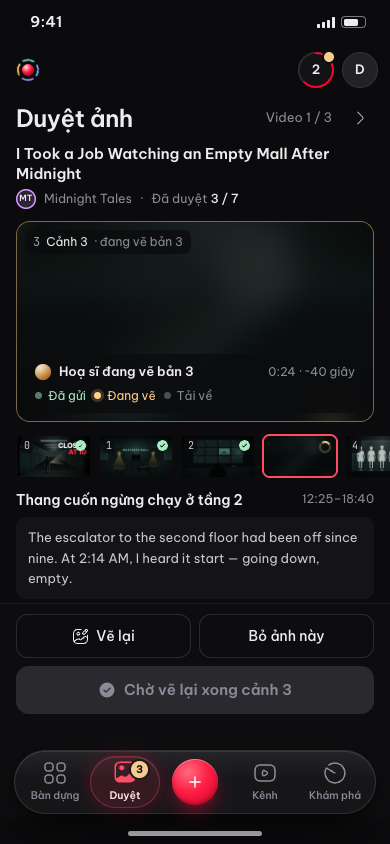 9:41
2
D
Duyệt ảnh
Video 1 / 3
I Took a Job Watching an Empty Mall After
Midnight
MT Midnight Tales · Đã duyệt 3 / 7
3 Cảnh 3 · đang vẽ bản 3
Hoạ sĩ đang vẽ bản 3 0:24 · ~40 giây
Đã gửi Đang vẽ Tải về
0 1 2 4
Thang cuốn ngừng chạy ở tầng 2 12:25–18:40
The escalator to the second floor had been off since
nine. At 2:14 AM, I heard it start — going down,
empty.
Vẽ lại Bỏ ảnh này
Chờ vẽ lại xong cảnh 3
3
Bàn dựng Duyệt Kênh Khám phá